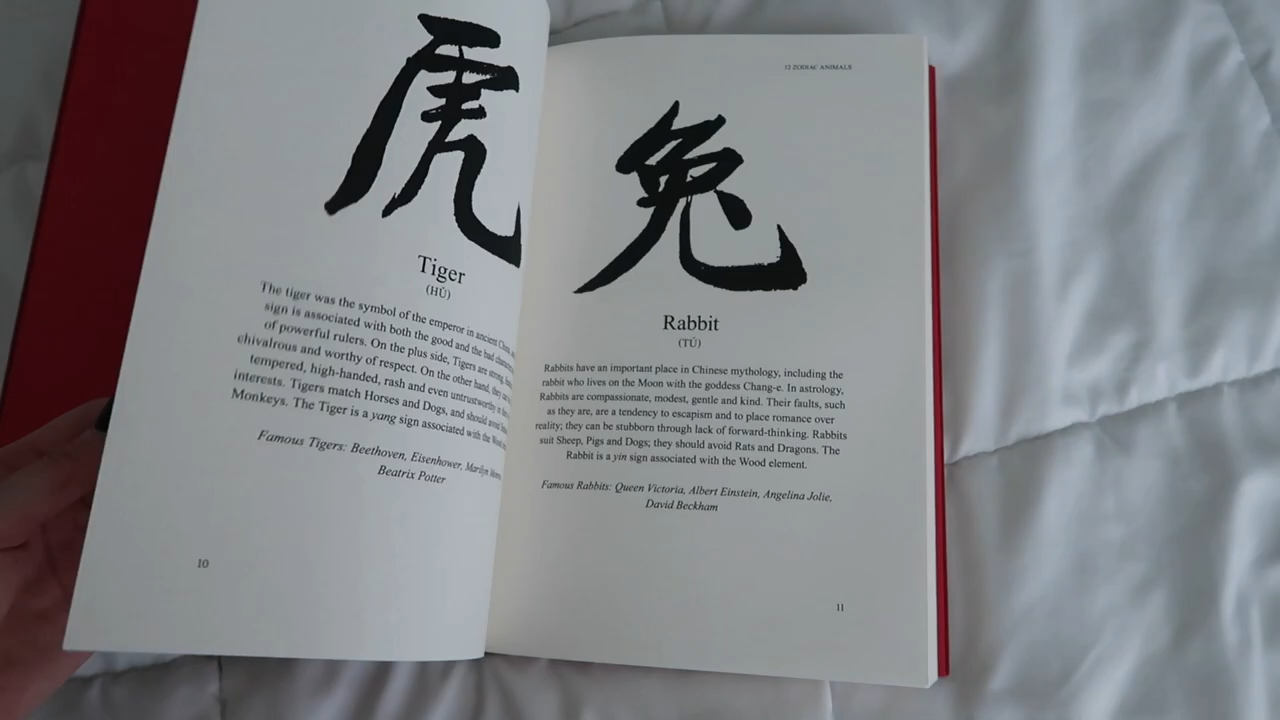 虎
Tiger
(HǓ)
The tiger was the symbol of the emperor in ancient
sign is associated with both the good and the bad
of powerful rulers. On the plus side, Tigers are strong,
chivalrous and worthy of respect. On the other hand, they
tempered, high-handed, rash and even untrustworthy
interests. Tigers match Horses and Dogs, and should avoid
Monkeys. The Tiger is a yang sign associated with the
Famous Tigers: Beethoven, Eisenhower, Marilyn
Beatrix Potter
10
12 ZODIAC ANIMALS
兔
Rabbit
(TÚ)
Rabbits have an important place in Chinese mythology, including the
rabbit who lives on the Moon with the goddess Chang-e. In astrology,
Rabbits are compassionate, modest, gentle and kind. Their faults, such
as they are, are a tendency to escapism and to place romance over
reality; they can be stubborn through lack of forward-thinking. Rabbits
suit Sheep, Pigs and Dogs; they should avoid Rats and Dragons. The
Rabbit is a yin sign associated with the Wood element.
Famous Rabbits: Queen Victoria, Albert Einstein, Angelina Jolie,
David Beckham
11